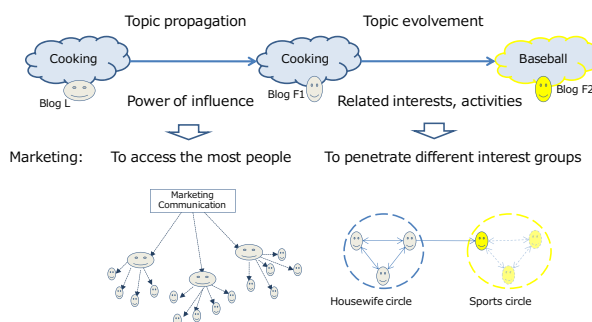 Topic propagation
Topic evolvement
Cooking
Cooking
Baseball
Blog L
Blog F1
Blog F2
Power of influence
Related interests, activities
Marketing:
To access the most people
To penetrate different interest groups
Marketing
Communication
Housewife circle
Sports circle